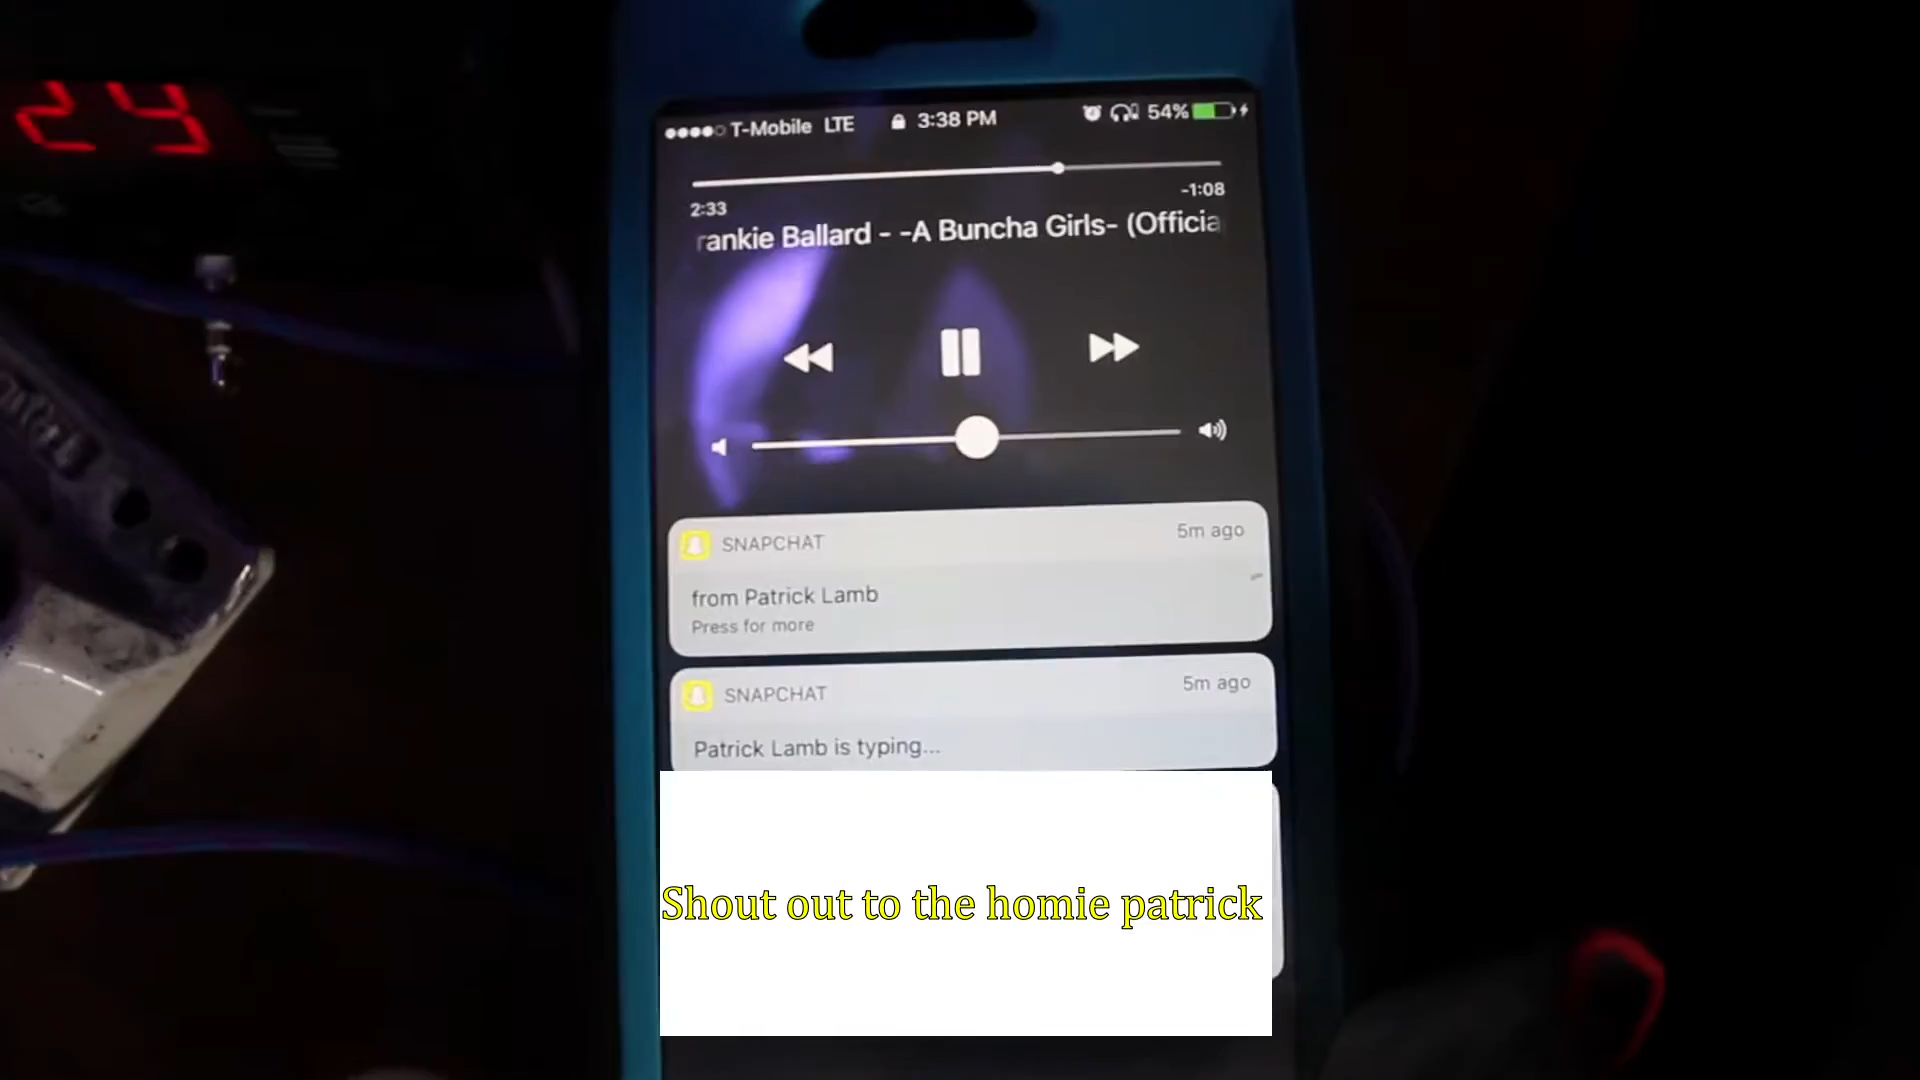 29
T-Mobile LTE 3:38 PM 54%
2:33 -1:08
rankie Ballard - -A Buncha Girls- (Officia
SNAPCHAT 5m ago
from Patrick Lamb
Press for more
SNAPCHAT 5m ago
Patrick Lamb is typing...
Shout out to the homie patrick